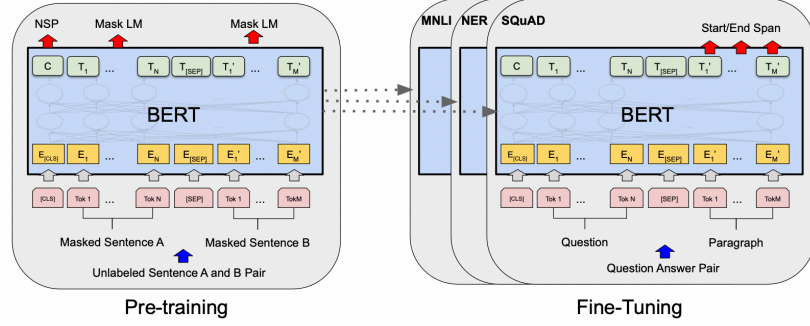 NSP Mask LM Mask LM
C T1 ... TN T[SEP] T1' ... TM'
BERT
E[CLS] E1 ... EN E[SEP] E1' ... EM'
[CLS] Tok 1 ... Tok N [SEP] Tok 1 ... TokM
Masked Sentence A Masked Sentence B
Unlabeled Sentence A and B Pair
Pre-training
MNLI NER SQuAD
Start/End Span
C T1 ... TN T[SEP] T1' ... TM'
BERT
E[CLS] E1 ... EN E[SEP] E1' ... EM'
[CLS] Tok 1 ... Tok N [SEP] Tok 1 ... TokM
Question Paragraph
Question Answer Pair
Fine-Tuning